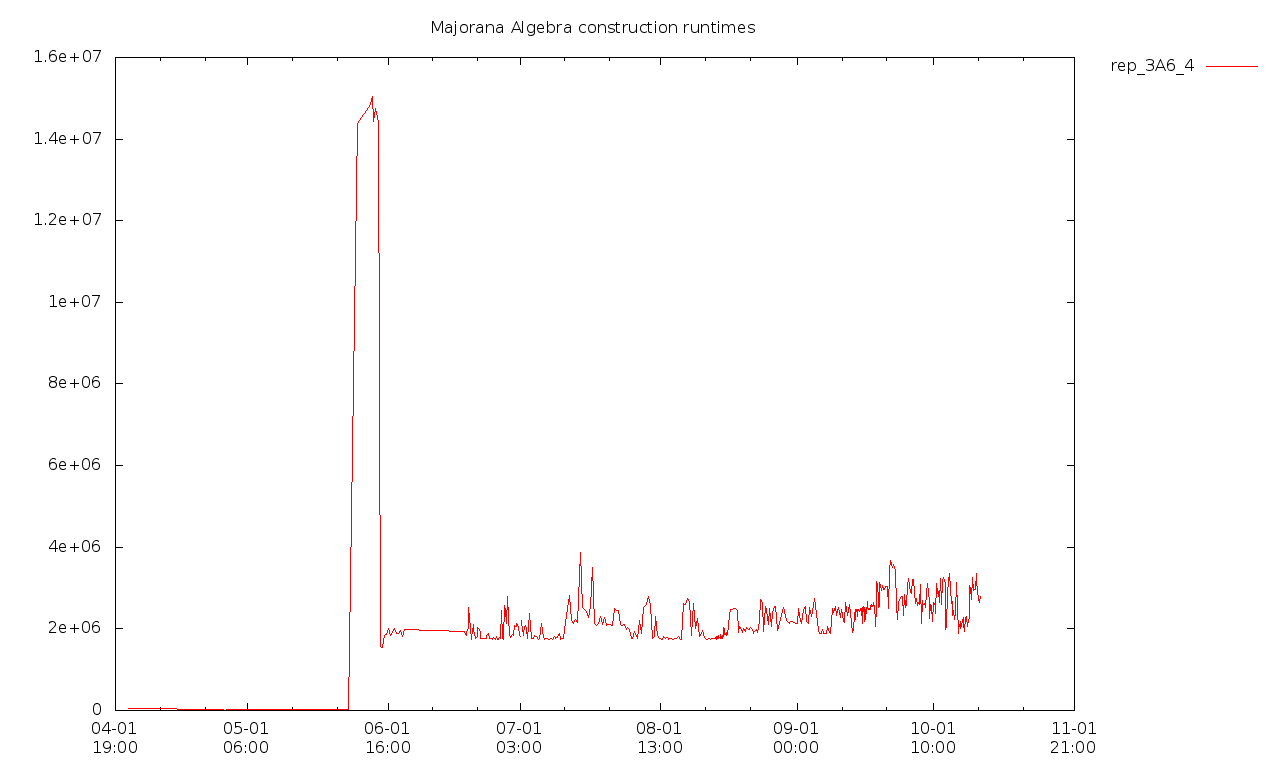 Majorana Algebra construction runtimes
rep_3A6_4
1.6e+07
1.4e+07
1.2e+07
1e+07
8e+06
6e+06
4e+06
2e+06
0
04-01 05-01 06-01 07-01 08-01 09-01 10-01 11-01
19:00 06:00 16:00 03:00 13:00 00:00 10:00 21:00